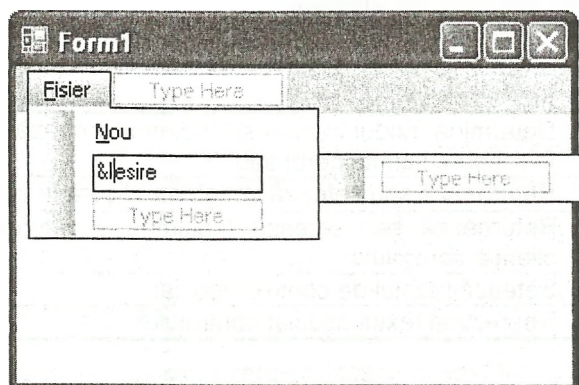 Form1
Fisier Type Here
Nou
&Iesire Type Here
Type Here